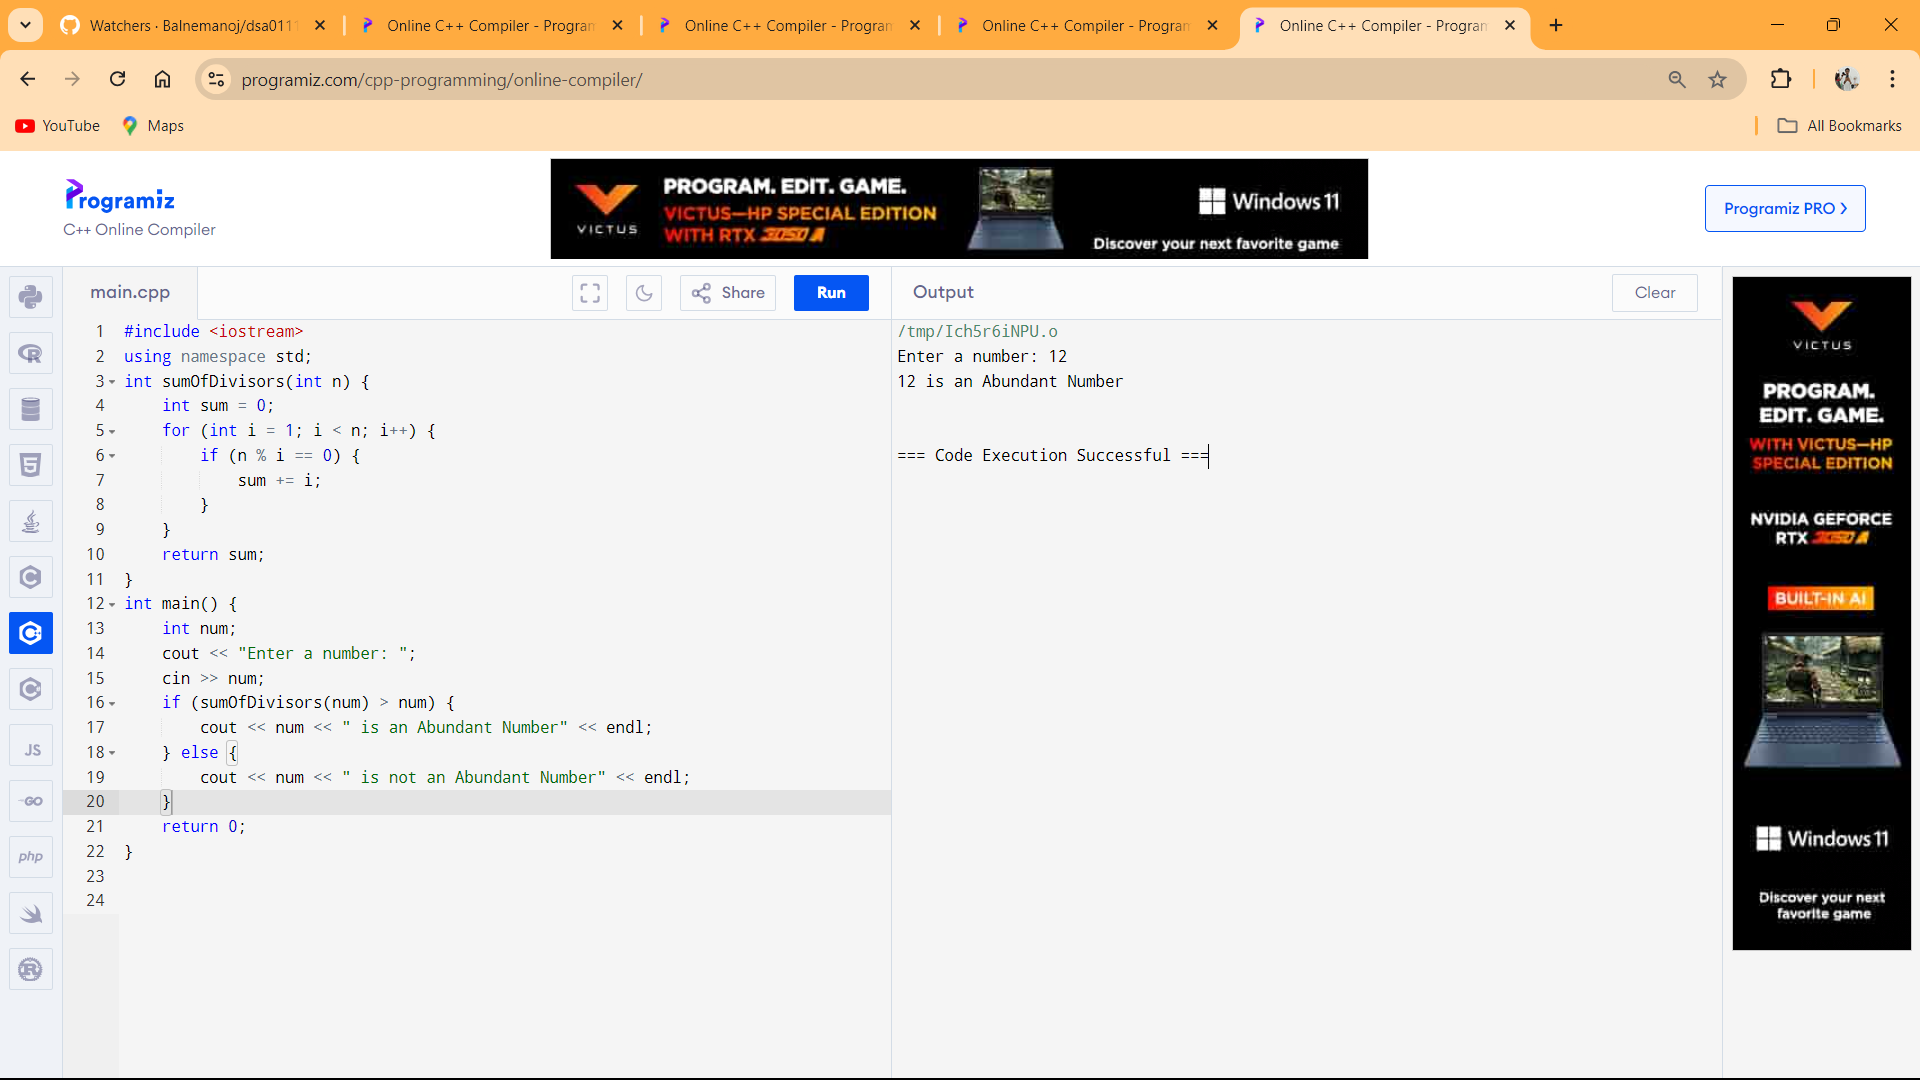 Watchers · Balnemanoj/dsa0111
Online C++ Compiler - Program
Online C++ Compiler - Program
Online C++ Compiler - Program
Online C++ Compiler - Program
programiz.com/cpp-programming/online-compiler/
YouTube
Maps
All Bookmarks
Programiz
C++ Online Compiler
VICTUS
PROGRAM. EDIT. GAME.
VICTUS—HP SPECIAL EDITION
WITH RTX 3050 A
Windows 11
Discover your next favorite game
Programiz PRO
main.cpp
Share
Run
Output
Clear
1 #include <iostream>
2 using namespace std;
3 int sumOfDivisors(int n) {
4     int sum = 0;
5     for (int i = 1; i < n; i++) {
6         if (n % i == 0) {
7             sum += i;
8         }
9     }
10     return sum;
11 }
12 int main() {
13     int num;
14     cout << "Enter a number: ";
15     cin >> num;
16     if (sumOfDivisors(num) > num) {
17         cout << num << " is an Abundant Number" << endl;
18     } else {
19         cout << num << " is not an Abundant Number" << endl;
20     }
21     return 0;
22 }
23
24
/tmp/Ich5r6iNPU.o
Enter a number: 12
12 is an Abundant Number
=== Code Execution Successful ===
JS
GO
php
VICTUS
PROGRAM.
EDIT. GAME.
WITH VICTUS—HP
SPECIAL EDITION
NVIDIA GEFORCE
RTX 3050 A
BUILT-IN AI
Windows 11
Discover your next
favorite game